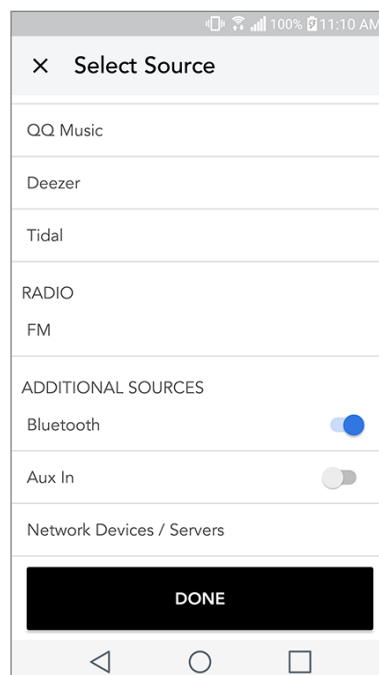 100% 11:10 AM
× Select Source
QQ Music
Deezer
Tidal
RADIO
FM
ADDITIONAL SOURCES
Bluetooth
Aux In
Network Devices / Servers
DONE